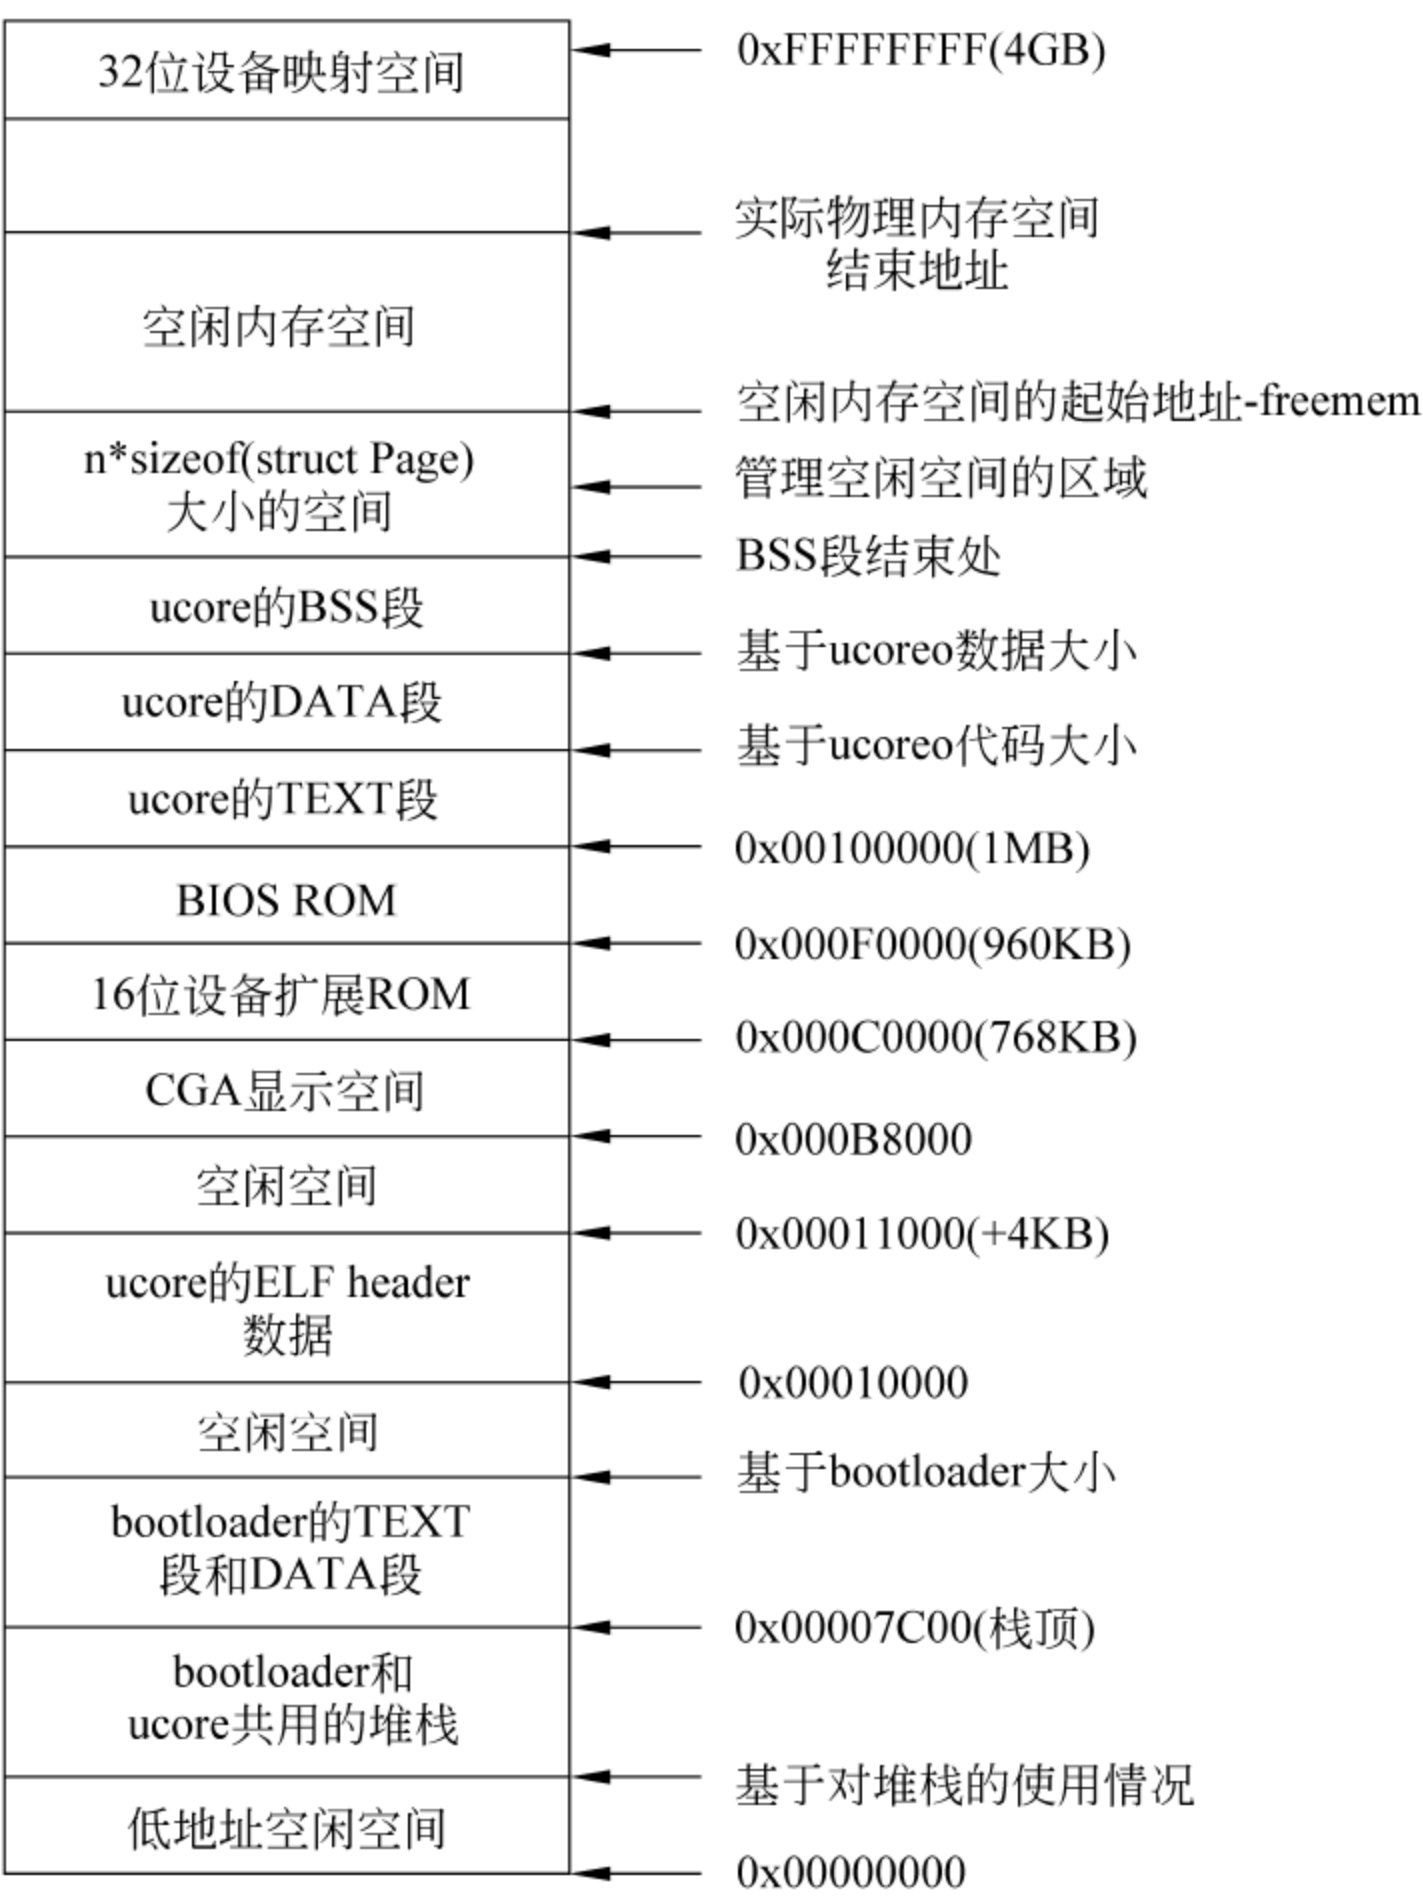 32位设备映射空间
0xFFFFFFFF(4GB)
实际物理内存空间
结束地址
空闲内存空间
空闲内存空间的起始地址-freemem
n*sizeof(struct Page)
大小的空间
管理空闲空间的区域
BSS段结束处
ucore的BSS段
基于ucoreo数据大小
ucore的DATA段
基于ucoreo代码大小
ucore的TEXT段
0x00100000(1MB)
BIOS ROM
0x000F0000(960KB)
16位设备扩展ROM
0x000C0000(768KB)
CGA显示空间
0x000B8000
空闲空间
0x00011000(+4KB)
ucore的ELF header
数据
0x00010000
空闲空间
基于bootloader大小
bootloader的TEXT
段和DATA段
0x00007C00(栈顶)
bootloader和
ucore共用的堆栈
基于对堆栈的使用情况
低地址空闲空间
0x00000000